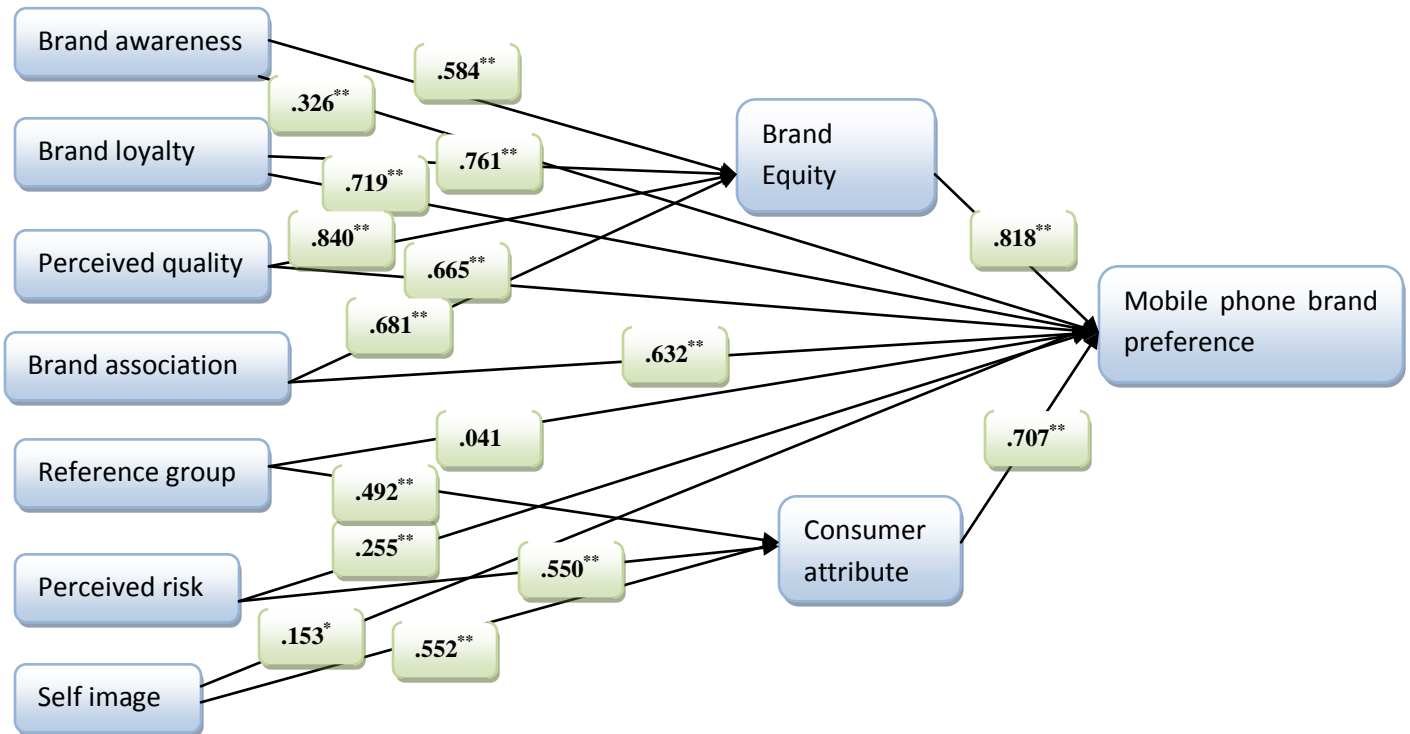 Brand awareness
.584**
.326**
Brand loyalty
.761**
.719**
Brand
Equity
Perceived quality
.840**
.665**
.818**
.681**
Mobile phone brand
preference
Brand association
.632**
Reference group
.041
.707**
.492**
.255**
Consumer
attribute
Perceived risk
.550**
.153*
.552**
Self image